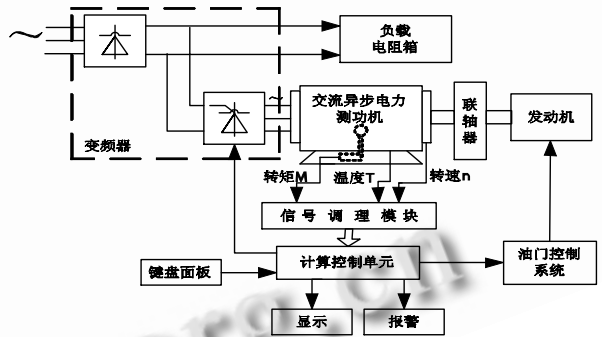 负载
电阻箱
变频器
交流异步电力
测功机
联轴器
发动机
转矩M
温度T
转速n
信号调理模块
键盘面板
计算控制单元
油门控制
系统
显示
报警